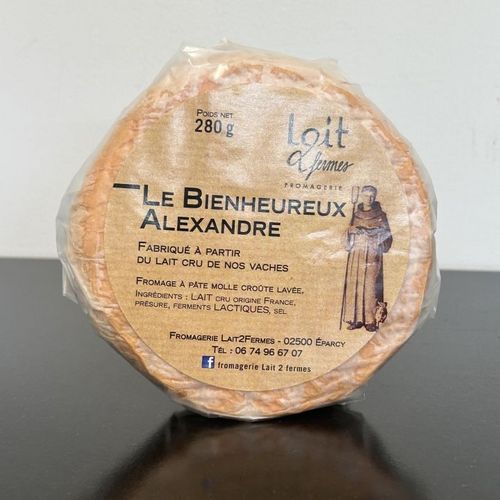 Poids net
280 g
Lait
2 fermes
FROMAGERIE
Le Bienheureux
Alexandre
Fabriqué à partir
du lait cru de nos vaches
Fromage à pâte molle croûte lavée,
Ingrédients : LAIT cru origine France,
présure, ferments LACTIQUES, sel
Fromagerie Lait2Fermes - 02500 Éparcy
Tél : 06 74 96 67 07
f fromagerie Lait 2 fermes